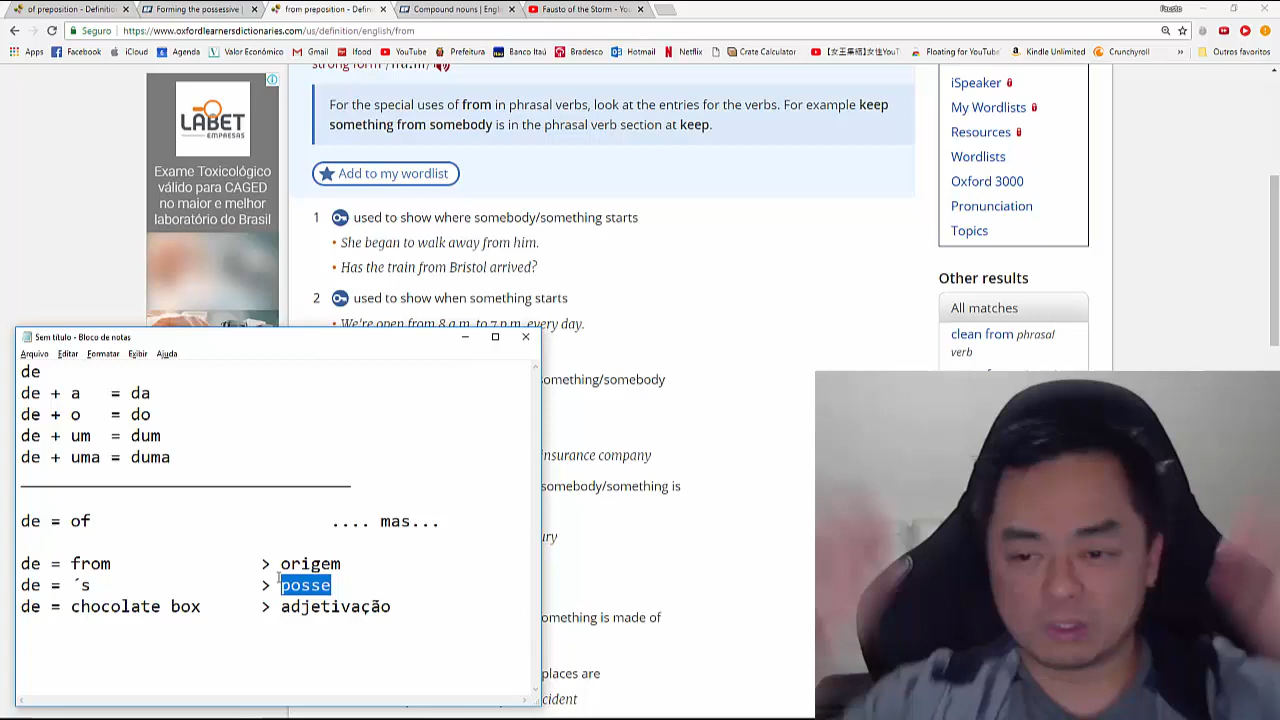 of preposition - Definition
Forming the possessive |
from preposition - Definition
Compound nouns | Engl
Fausto of the Storm - You
Fausto
Seguro
https://www.oxfordlearnersdictionaries.com/us/definition/english/from
Apps
Facebook
iCloud
Agenda
Valor Econômico
Gmail
Ifood
YouTube
e-Prefeitura
Banco Itaú
Bradesco
Hotmail
Netflix
Crate Calculator
Floating for YouTube
Kindle Unlimited
Crunchyroll
Outros favoritos
For the special uses of from in phrasal verbs, look at the entries for the verbs. For example keep
something from somebody is in the phrasal verb section at keep.
Add to my wordlist
1 used to show where somebody/something starts
• She began to walk away from him.
• Has the train from Bristol arrived?
2 used to show when something starts
• We're open from 8 a.m. to 7 p.m. every day.
something/somebody
insurance company
somebody/something is
ury
omething is made of
places are
cident
LABET
EMPRESAS
Exame Toxicológico
válido para CAGED
no maior e melhor
laboratório do Brasil
iSpeaker
My Wordlists
Resources
Wordlists
Oxford 3000
Pronunciation
Topics
Other results
All matches
clean from phrasal
verb
Sem título - Bloco de notas
Arquivo Editar Formatar Exibir Ajuda
de
de + a = da
de + o = do
de + um = dum
de + uma = duma
de = of .... mas...
de = from > origem
de = ´s > posse
de = chocolate box > adjetivação